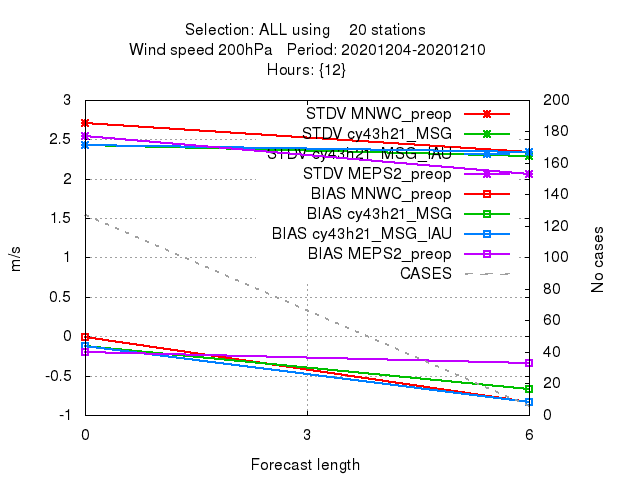 Selection: ALL using 20 stations
Wind speed 200hPa Period: 20201204-20201210
Hours: {12}
3 200
2.5 180
2 160
1.5 140
1 120
0.5 100
0 80
-0.5 60
-1 40
20
0
m/s
No cases
STDV MNWC_preop
STDV cy43h21_MSG
STDV cy43h21_MSG_IAU
STDV MEPS2_preop
BIAS MNWC_preop
BIAS cy43h21_MSG
BIAS cy43h21_MSG_IAU
BIAS MEPS2_preop
CASES
0 3 6
Forecast length